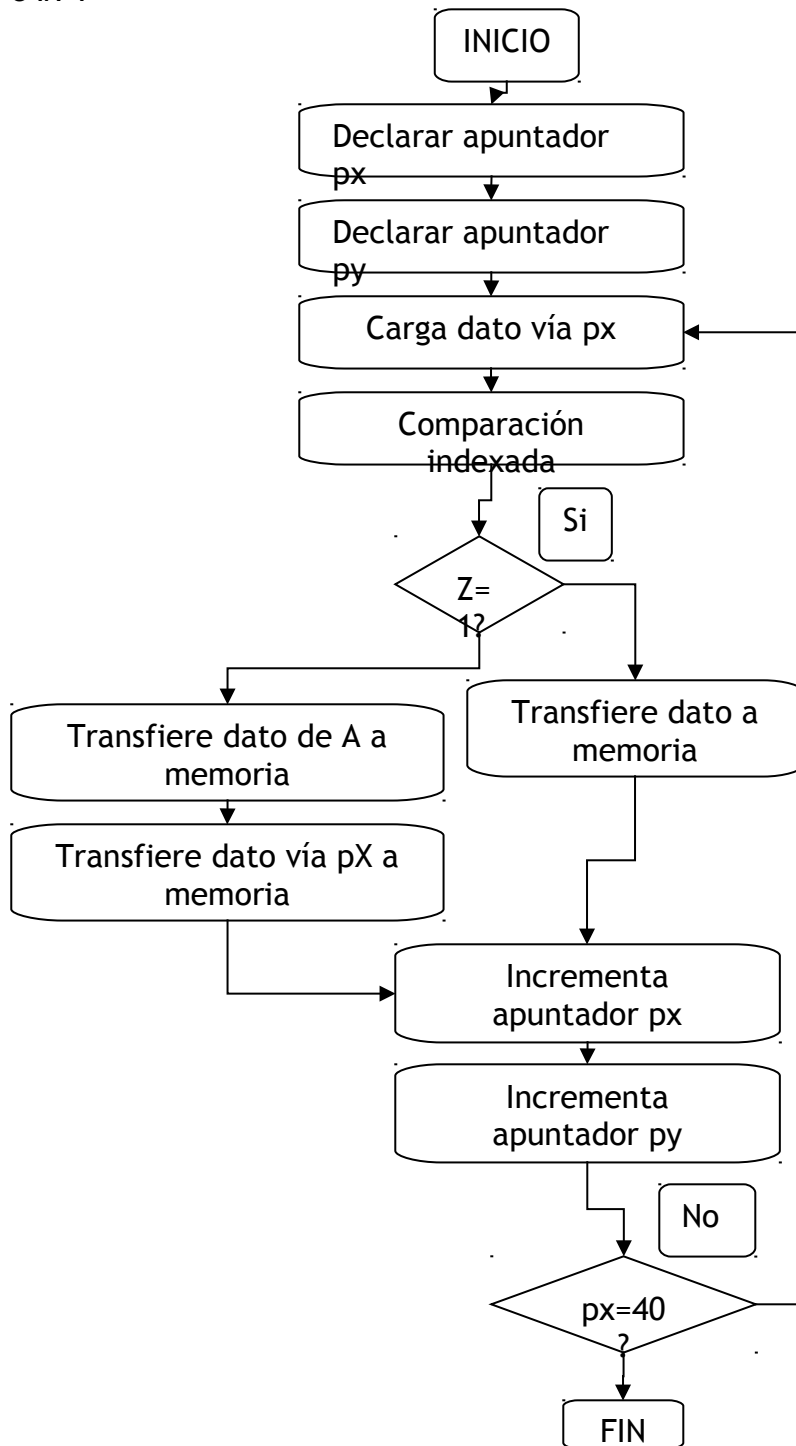 INICIO
Declarar apuntador
px
Declarar apuntador
py
Carga dato vía px
Comparación
indexada
Si
Z=
1?
Transfiere dato de A a
memoria
Transfiere dato a
memoria
Transfiere dato vía pX a
memoria
Incrementa
apuntador px
Incrementa
apuntador py
No
px=40
?
FIN